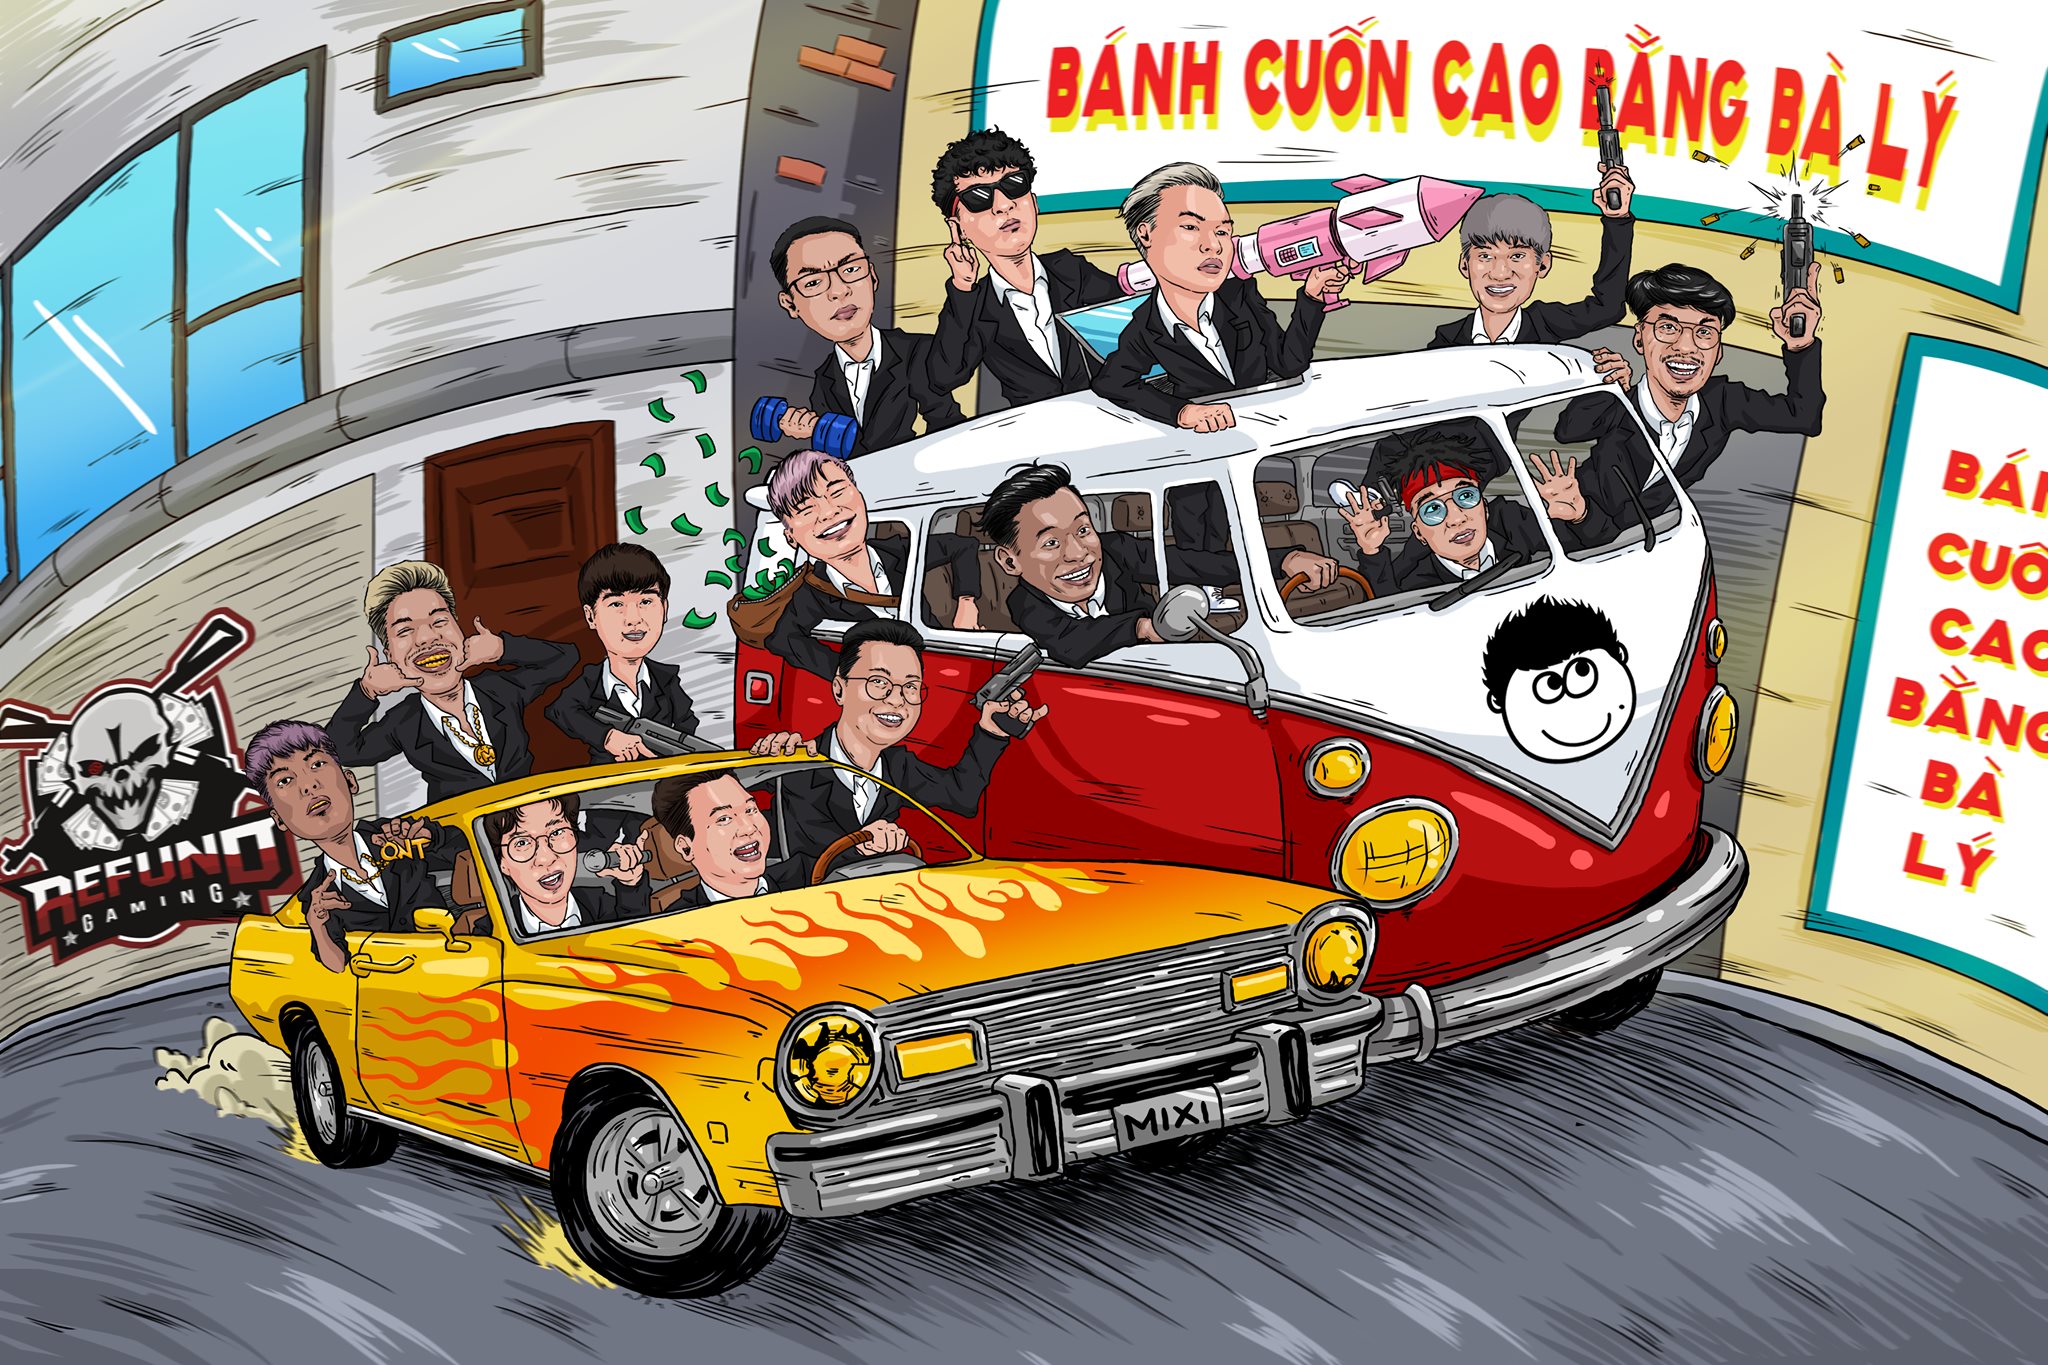 BÁNH CUỐN CAO BẰNG BÀ LÝ
BÁN
CUỐ
CAO
BẰNG
BÀ
LÝ
REFUND
GAMING
QNT
MIXI